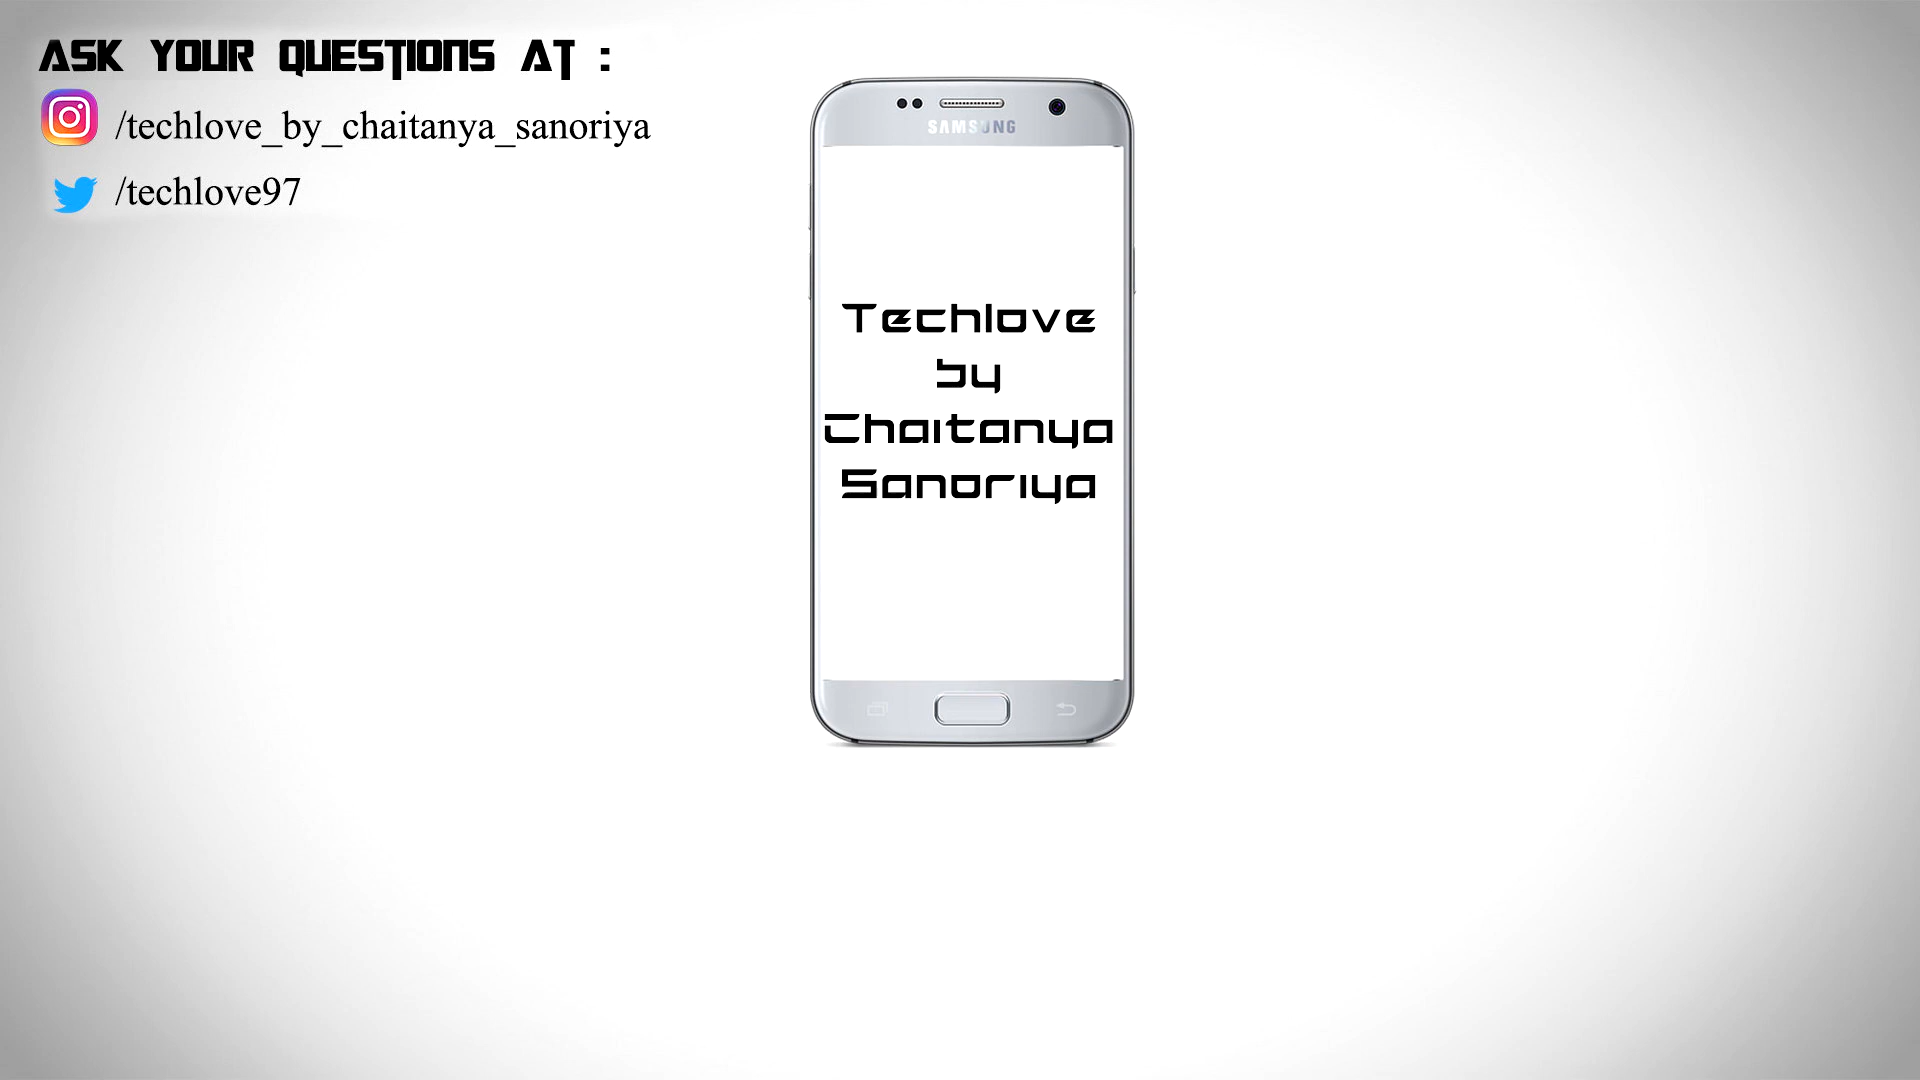 ASK YOUR QUESTIONS AT :
/techlove_by_chaitanya_sanoriya
/techlove97
SAMSUNG
Techlove
by
Chaitanya
Sanoriya